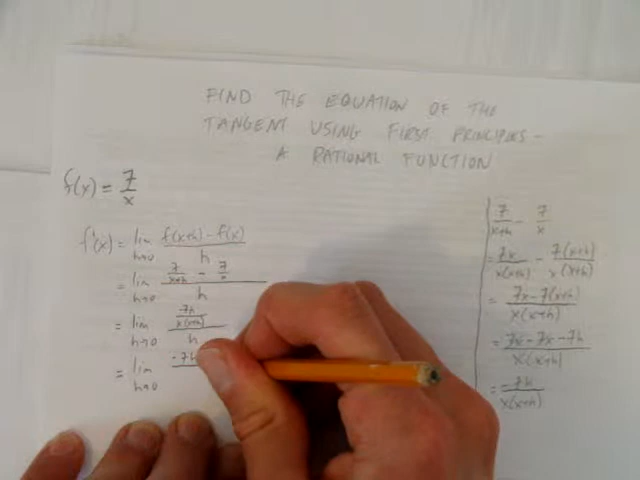 FIND THE EQUATION OF THE
TANGENT USING FIRST PRINCIPLES -
A RATIONAL FUNCTION
f(x) = 7/x
f'(x) = lim h→0 (f(x+h) - f(x))/h
= lim h→0 (7/(x+h) - 7/x)/h
= lim h→0 (-7h/(x(x+h)))/h
= lim h→0 -7h
7/(x+h) - 7/x
= 7x/(x(x+h)) - 7(x+h)/(x(x+h))
= (7x - 7(x+h))/(x(x+h))
= (7x - 7x - 7h)/(x(x+h))
= -7h/(x(x+h))